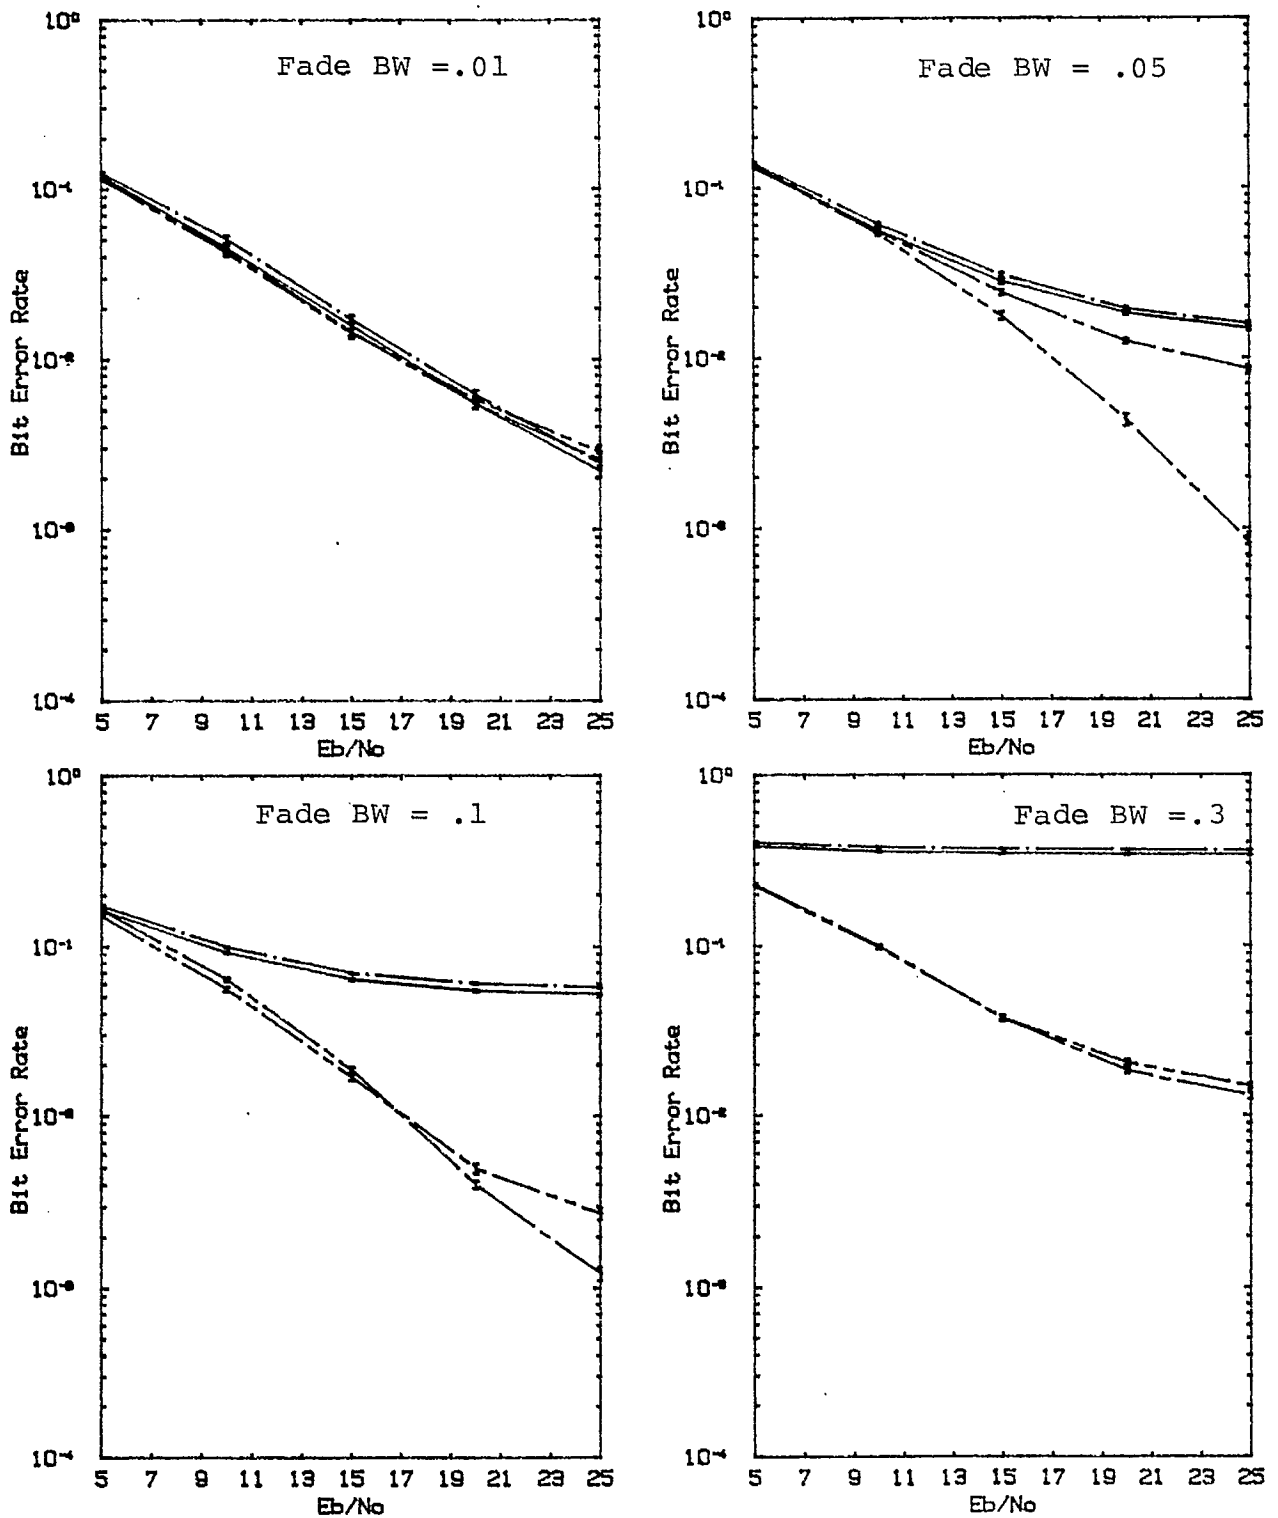 Fade BW =.01
10⁰
10⁻¹
10⁻²
10⁻³
10⁻⁴
Bit Error Rate
5 7 9 11 13 15 17 19 21 23 25
Eb/No
Fade BW = .05
10⁰
10⁻¹
10⁻²
10⁻³
10⁻⁴
Bit Error Rate
5 7 9 11 13 15 17 19 21 23 25
Eb/No
Fade BW = .1
10⁰
10⁻¹
10⁻²
10⁻³
10⁻⁴
Bit Error Rate
5 7 9 11 13 15 17 19 21 23 25
Eb/No
Fade BW =.3
10⁰
10⁻¹
10⁻²
10⁻³
10⁻⁴
Bit Error Rate
5 7 9 11 13 15 17 19 21 23 25
Eb/No